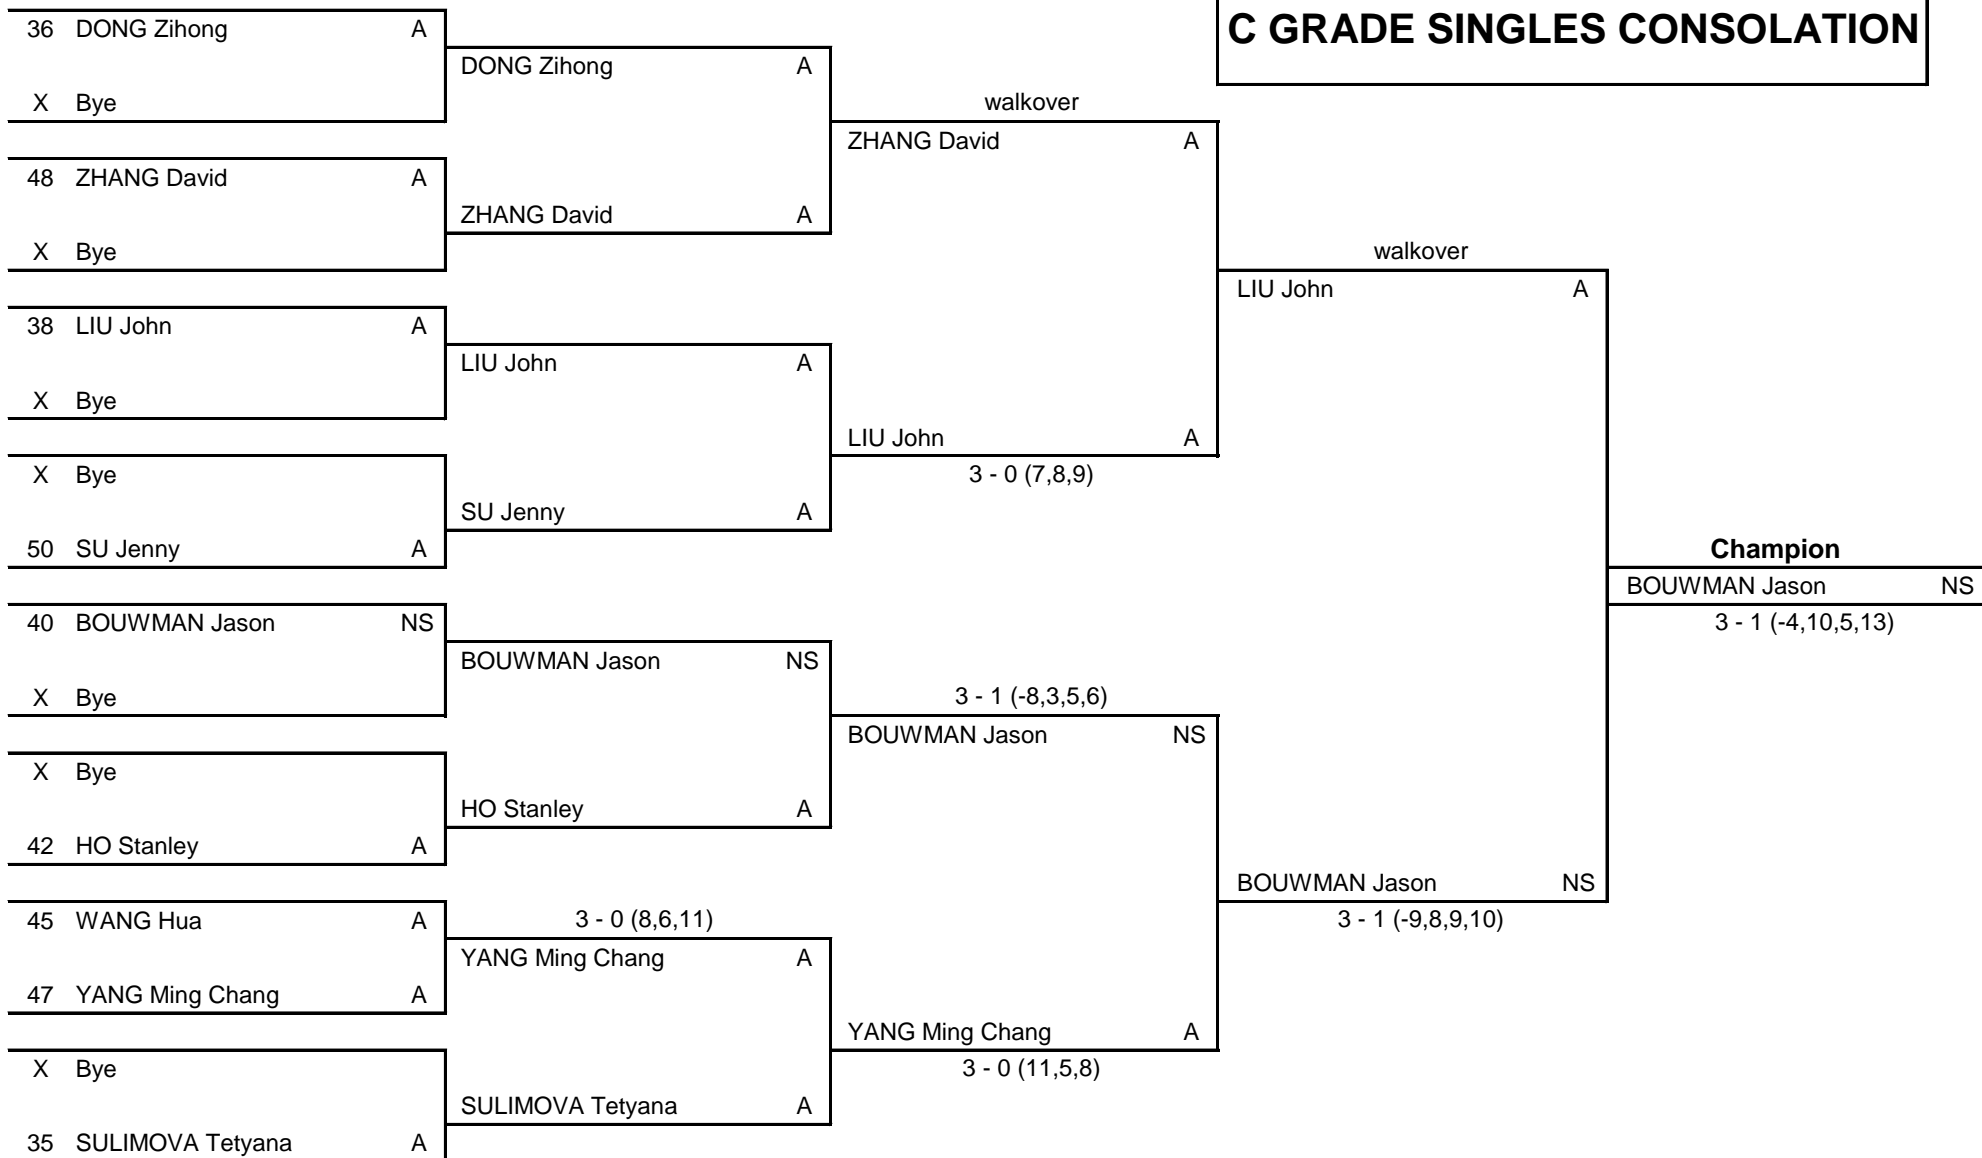 C GRADE SINGLES CONSOLATION
36 DONG Zihong A
DONG Zihong A
X Bye
walkover
ZHANG David A
48 ZHANG David A
ZHANG David A
X Bye
walkover
LIU John A
38 LIU John A
LIU John A
X Bye
LIU John A
3 - 0 (7,8,9)
X Bye
SU Jenny A
50 SU Jenny A
Champion
BOUWMAN Jason NS
3 - 1 (-4,10,5,13)
40 BOUWMAN Jason NS
BOUWMAN Jason NS
X Bye
3 - 1 (-8,3,5,6)
BOUWMAN Jason NS
X Bye
HO Stanley A
42 HO Stanley A
BOUWMAN Jason NS
3 - 1 (-9,8,9,10)
45 WANG Hua A
3 - 0 (8,6,11)
YANG Ming Chang A
47 YANG Ming Chang A
YANG Ming Chang A
3 - 0 (11,5,8)
X Bye
SULIMOVA Tetyana A
35 SULIMOVA Tetyana A